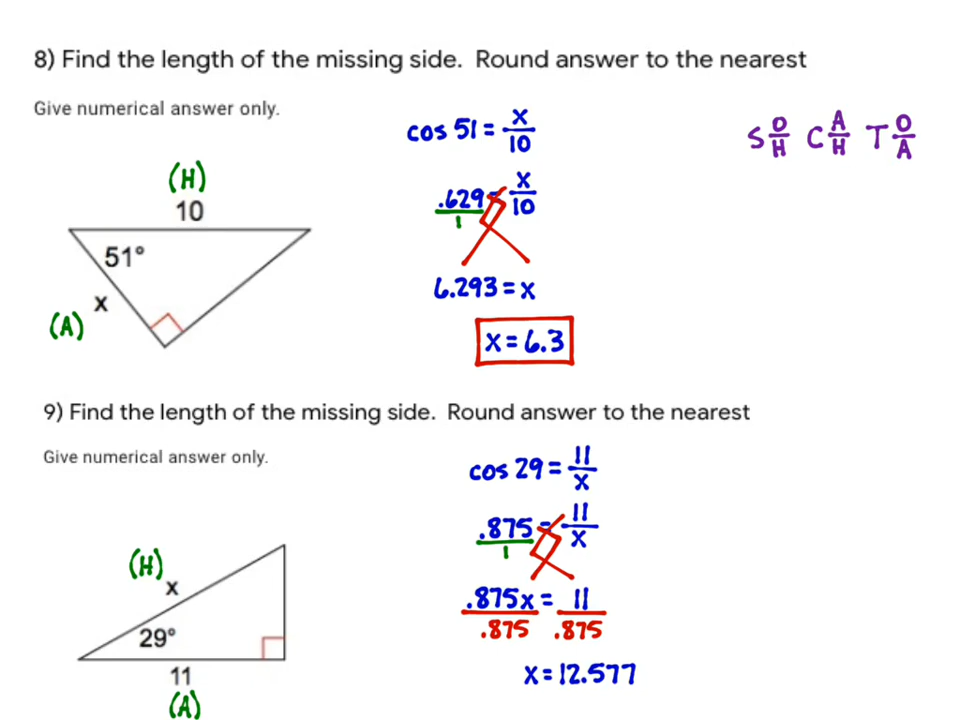 8) Find the length of the missing side. Round answer to the nearest
Give numerical answer only.
S O/H C A/H T O/A
cos 51 = x/10
.629/1 = x/10
6.293 = x
x = 6.3
(H)
10
51°
x
(A)
9) Find the length of the missing side. Round answer to the nearest
Give numerical answer only.
cos 29 = 11/x
.875/1 = 11/x
.875x/.875 = 11/.875
x = 12.577
(H)
x
29°
11
(A)